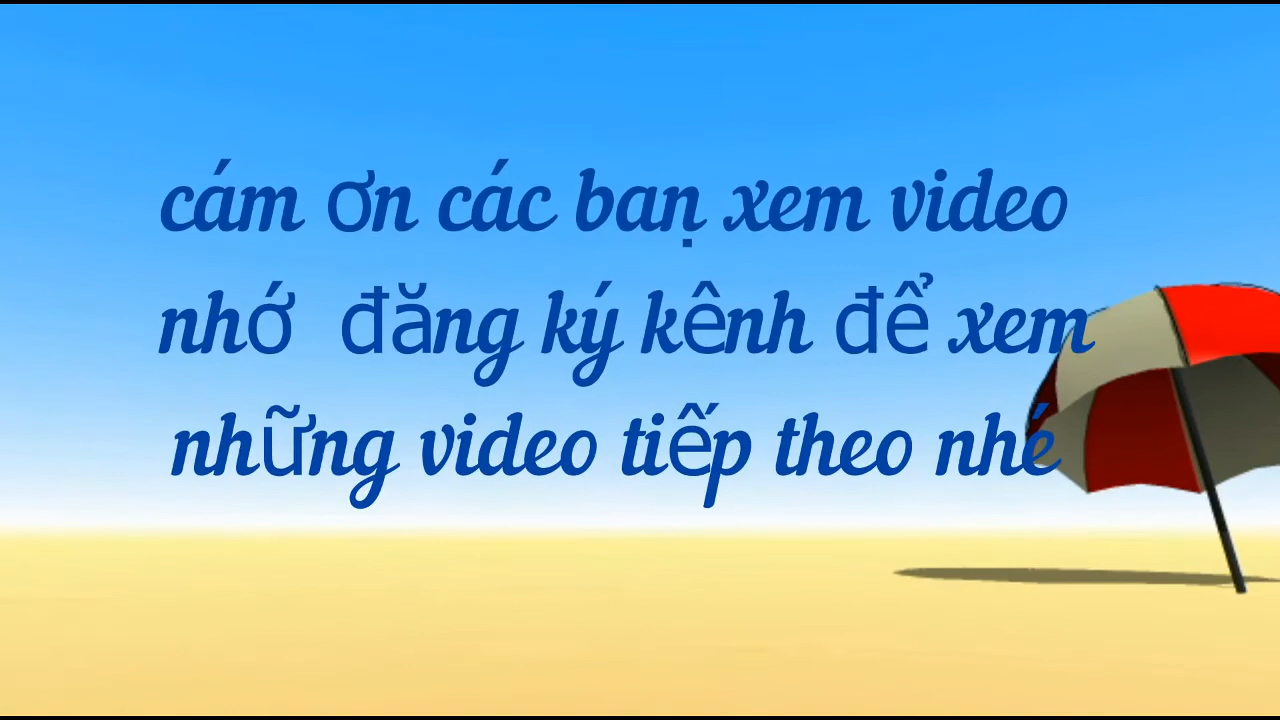 cám ơn các bạn xem video
nhớ đăng ký kênh để xem
những video tiếp theo nhé